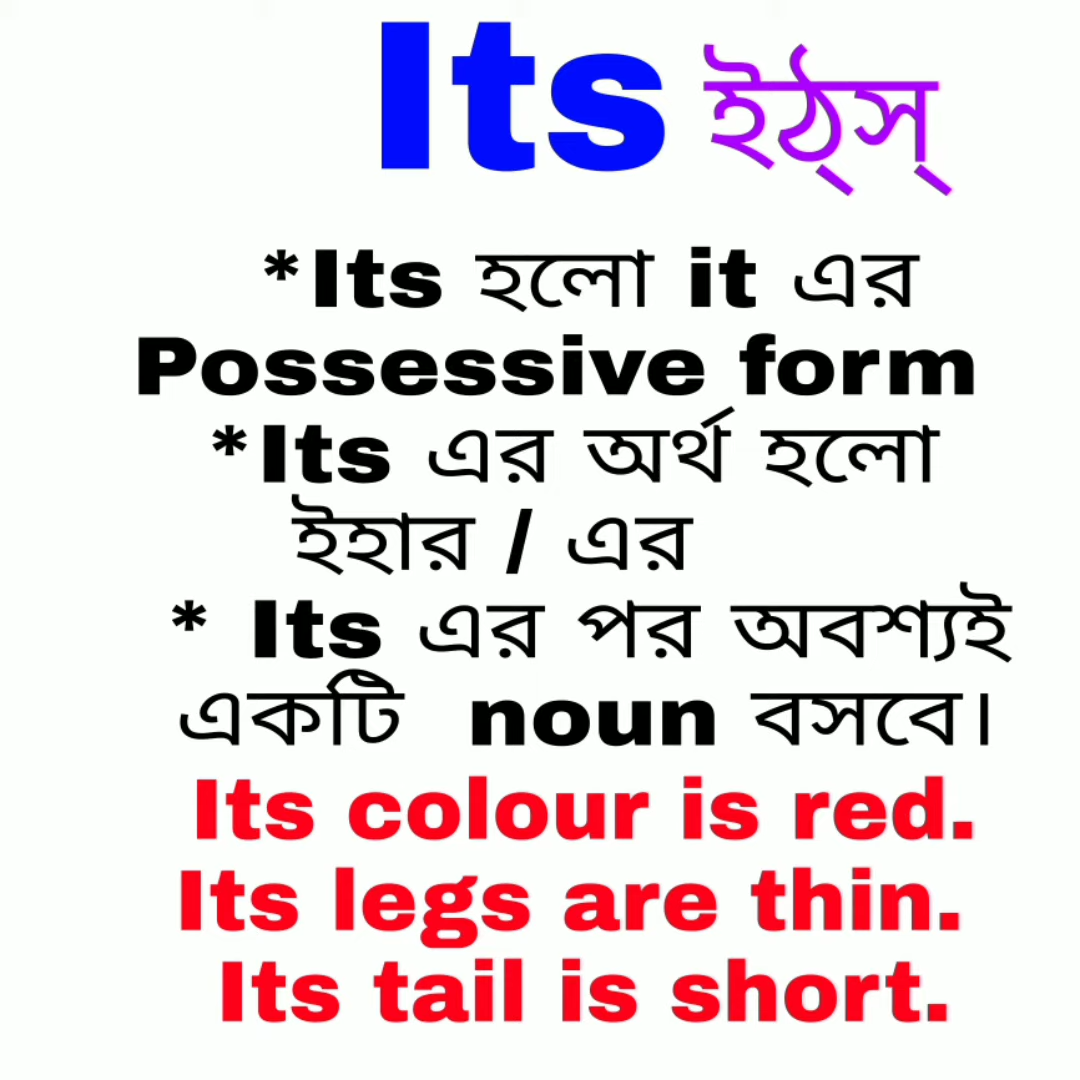 Its ইঠ্স্
*Its হলো it এর
Possessive form
*Its এর অর্থ হলো
ইহার / এর
* Its এর পর অবশ্যই
একটি noun বসবে।
Its colour is red.
Its legs are thin.
Its tail is short.